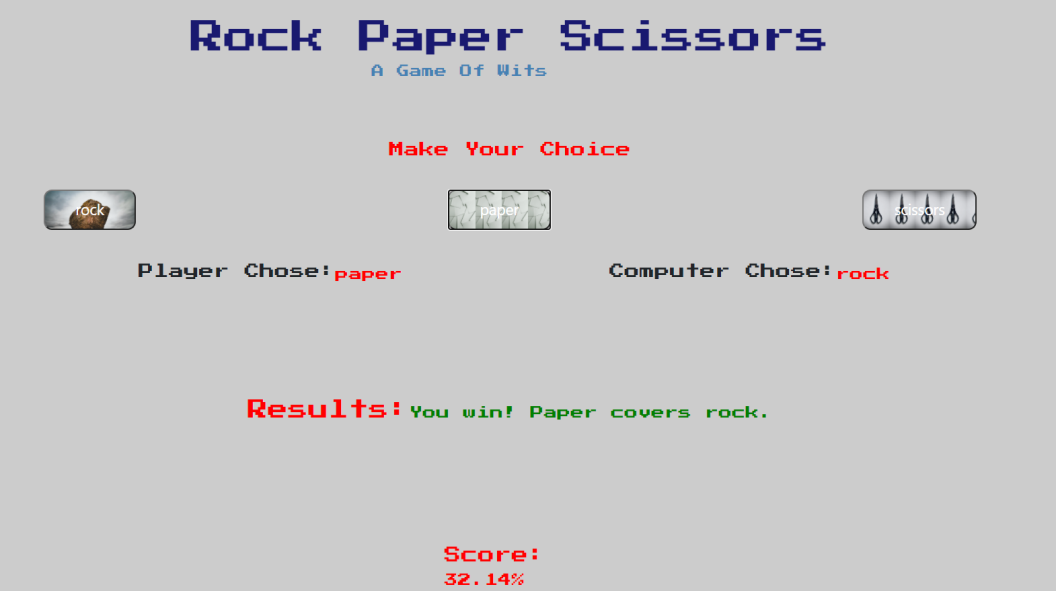 Rock Paper Scissors
A Game Of Wits
Make Your Choice
rock paper scissors
Player Chose: paper Computer Chose: rock
Results: You win! Paper covers rock.
Score:
32.14%